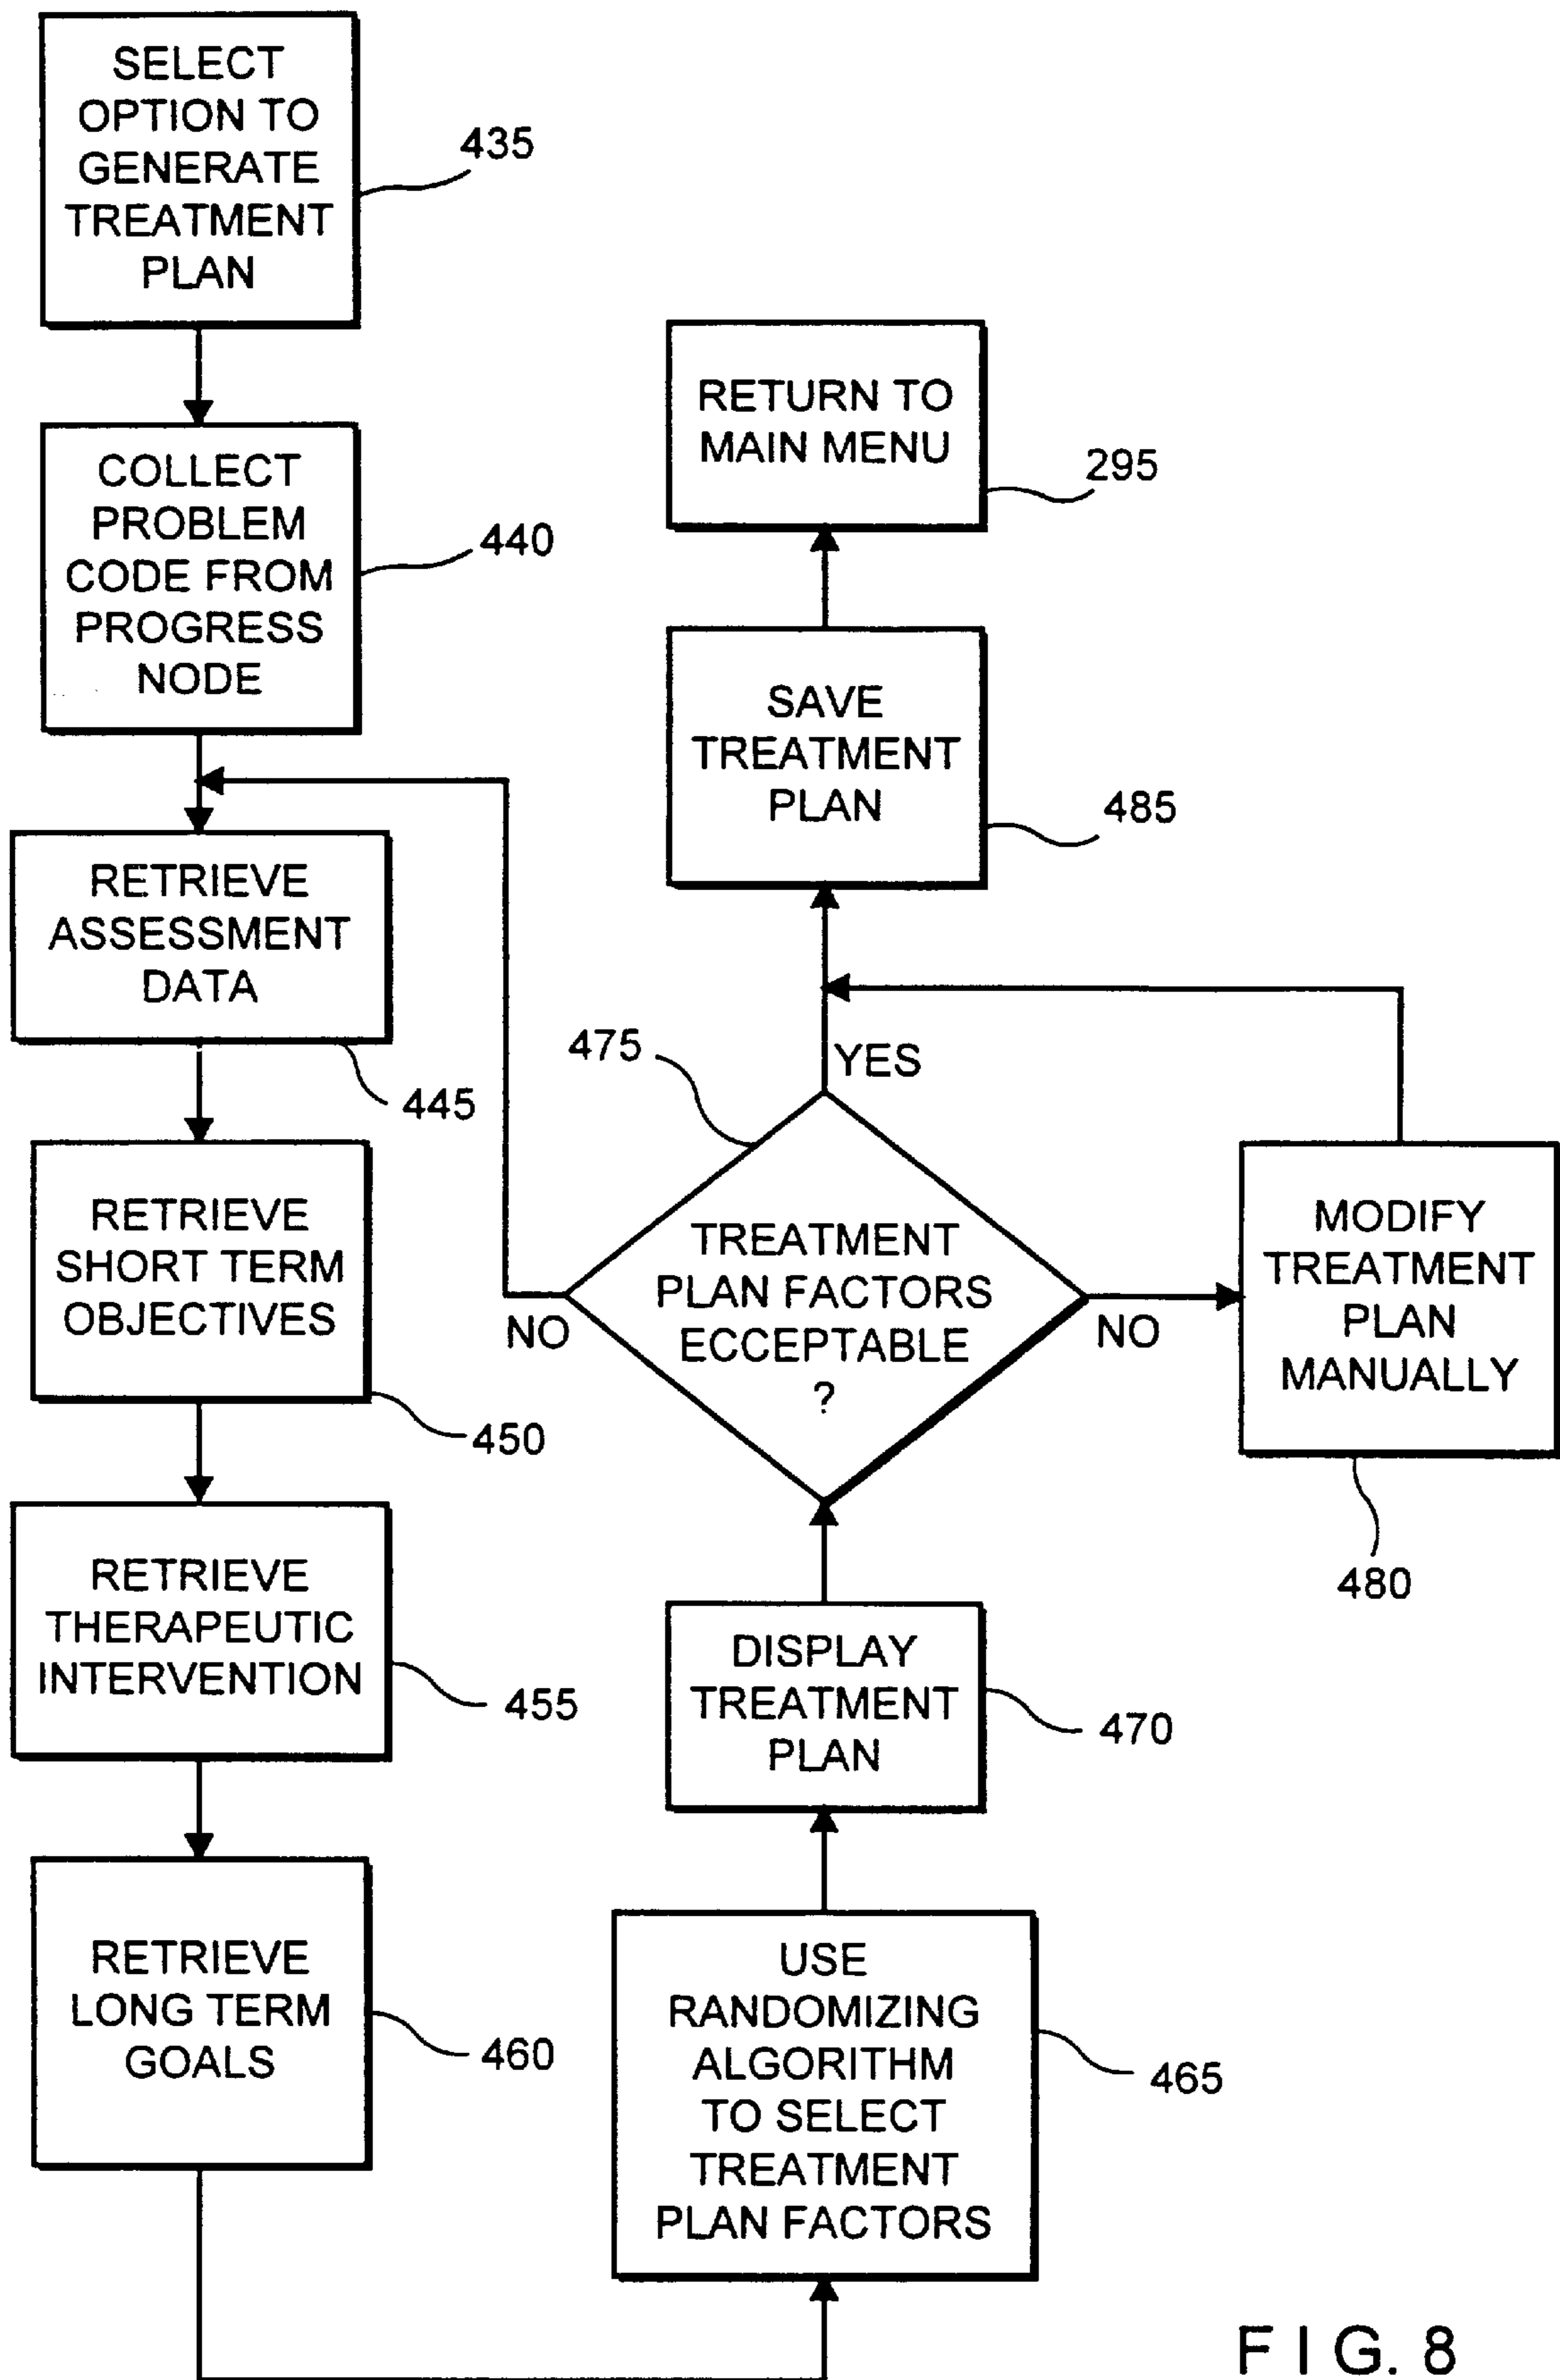 SELECT
OPTION TO
GENERATE
TREATMENT
PLAN
435
COLLECT
PROBLEM
CODE FROM
PROGRESS
NODE
440
RETRIEVE
ASSESSMENT
DATA
445
RETRIEVE
SHORT TERM
OBJECTIVES
450
RETRIEVE
THERAPEUTIC
INTERVENTION
455
RETRIEVE
LONG TERM
GOALS
460
USE
RANDOMIZING
ALGORITHM
TO SELECT
TREATMENT
PLAN FACTORS
465
DISPLAY
TREATMENT
PLAN
470
TREATMENT
PLAN FACTORS
ECCEPTABLE
?
475
NO
NO
YES
MODIFY
TREATMENT
PLAN
MANUALLY
480
SAVE
TREATMENT
PLAN
485
RETURN TO
MAIN MENU
295
FIG. 8